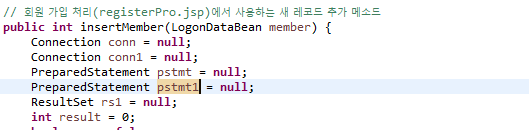 // 회원 가입 처리(registerPro.jsp)에서 사용하는 새 레코드 추가 메소드
public int insertMember(LogonDataBean member) {
Connection conn = null;
Connection conn1 = null;
PreparedStatement pstmt = null;
PreparedStatement pstmt1 = null;
ResultSet rs1 = null;
int result = 0;